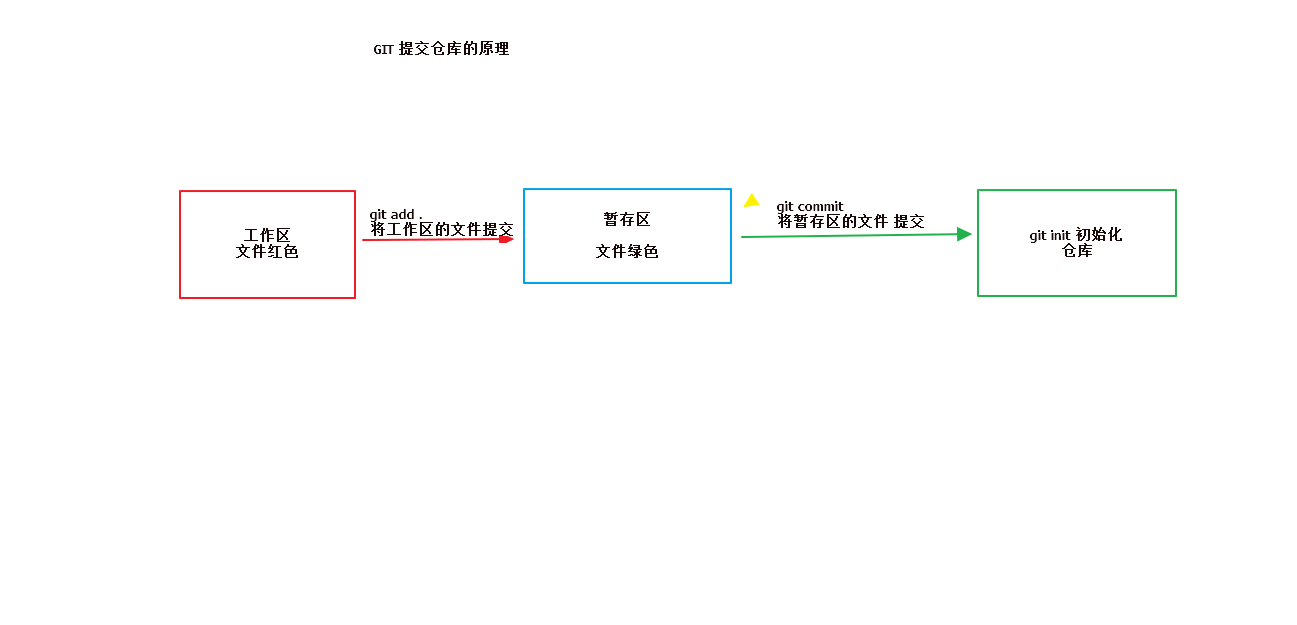 GIT 提交仓库的原理
工作区
文件红色
git add .
将工作区的文件提交
暂存区
文件绿色
git commit
将暂存区的文件 提交
git init 初始化
仓库